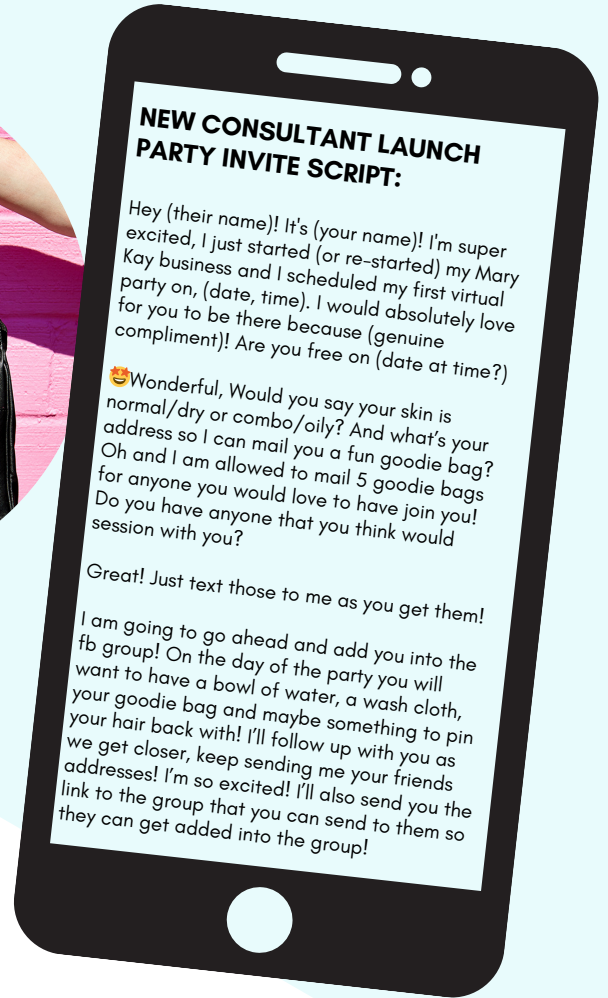 NEW CONSULTANT LAUNCH
PARTY INVITE SCRIPT:
Hey (their name)! It's (your name)! I'm super
excited, I just started (or re-started) my Mary
Kay business and I scheduled my first virtual
party on, (date, time). I would absolutely love
for you to be there because (genuine
compliment)! Are you free on (date at time?)
🤩Wonderful, Would you say your skin is
normal/dry or combo/oily? And what's your
address so I can mail you a fun goodie bag?
Oh and I am allowed to mail 5 goodie bags
for anyone you would love to have join you!
Do you have anyone that you think would
session with you?
Great! Just text those to me as you get them!
I am going to go ahead and add you into the
fb group! On the day of the party you will
want to have a bowl of water, a wash cloth,
your goodie bag and maybe something to pin
your hair back with! I'll follow up with you as
we get closer, keep sending me your friends
addresses! I'm so excited! I'll also send you the
link to the group that you can send to them so
they can get added into the group!